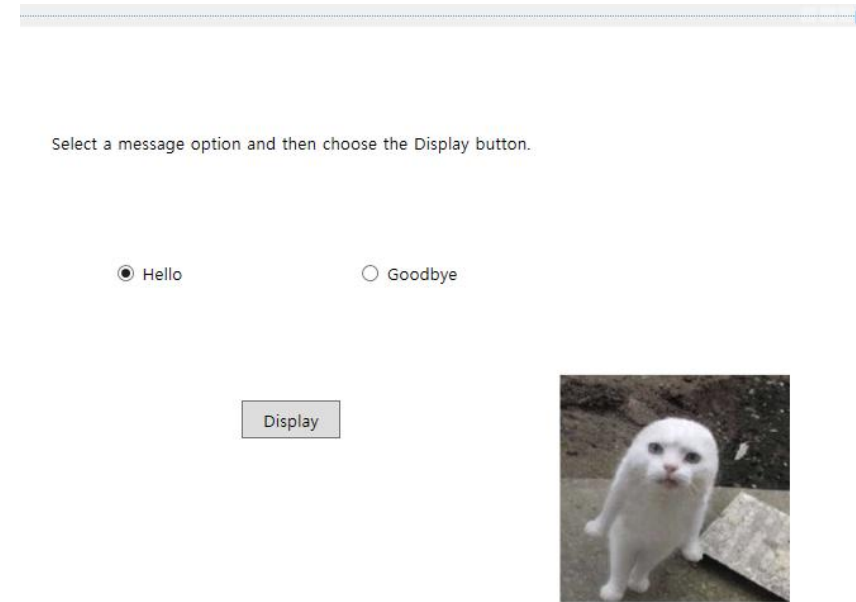 Select a message option and then choose the Display button.
Hello Goodbye
Display